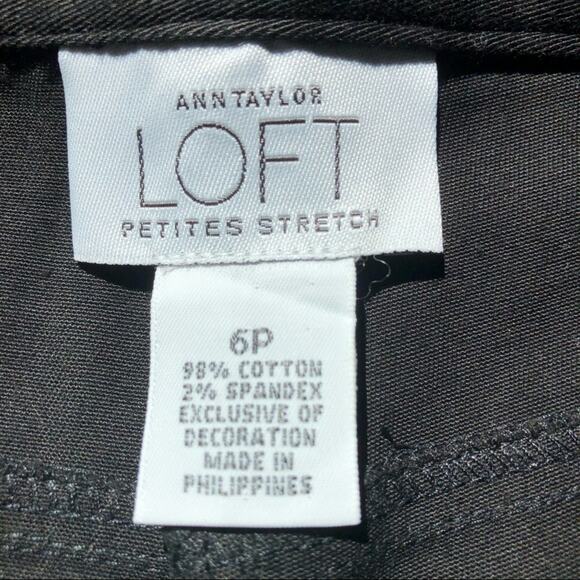 ANN TAYLOR
LOFT
PETITES STRETCH
6P
98% COTTON
2% SPANDEX
EXCLUSIVE OF
DECORATION
MADE IN
PHILIPPINES